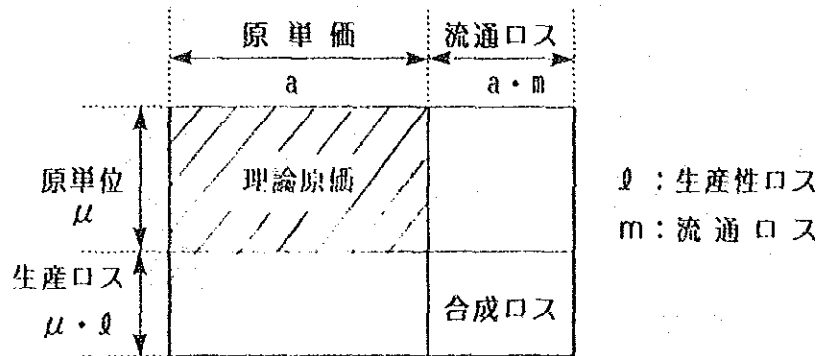 原単価 流通ロス
a a・m
原単位 理論原価 ℓ：生産性ロス
μ m：流通ロス
生産ロス
μ・ℓ 合成ロス